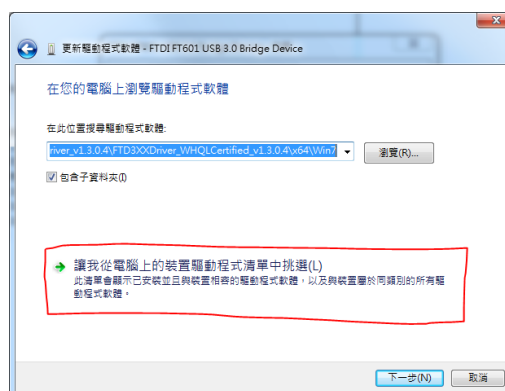 更新驅動程式軟體 - FTDI FT601 USB 3.0 Bridge Device
在您的電腦上瀏覽驅動程式軟體
在此位置搜尋驅動程式軟體:
river_v1.3.0.4\FTD3XXDriver_WHQLCertified_v1.3.0.4\x64\Win7
瀏覽(R)...
包含子資料夾(I)
讓我從電腦上的裝置驅動程式清單中挑選(L)
此清單會顯示已安裝並且與裝置相容的驅動程式軟體，以及與裝置屬於同類別的所有驅
動程式軟體。
下一步(N)
取消